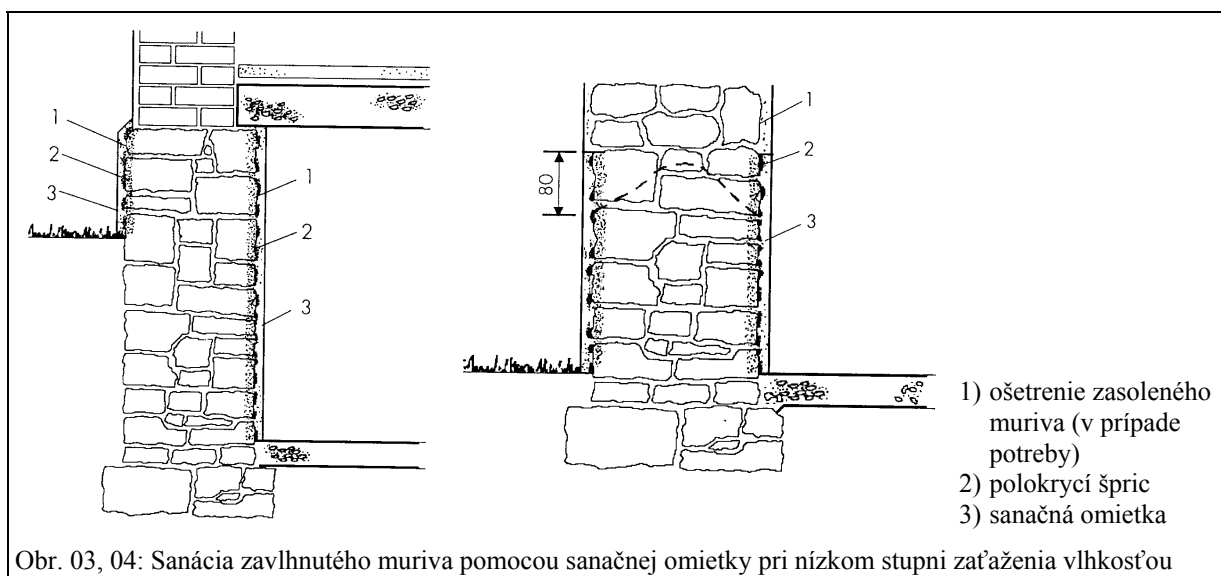 1
2
3
1
2
3
80
1
2
3
1) ošetrenie zasoleného
muriva (v prípade
potreby)
2) polokrycí špric
3) sanačná omietka
Obr. 03, 04: Sanácia zavlhnutého muriva pomocou sanačnej omietky pri nízkom stupni zaťaženia vlhkosťou